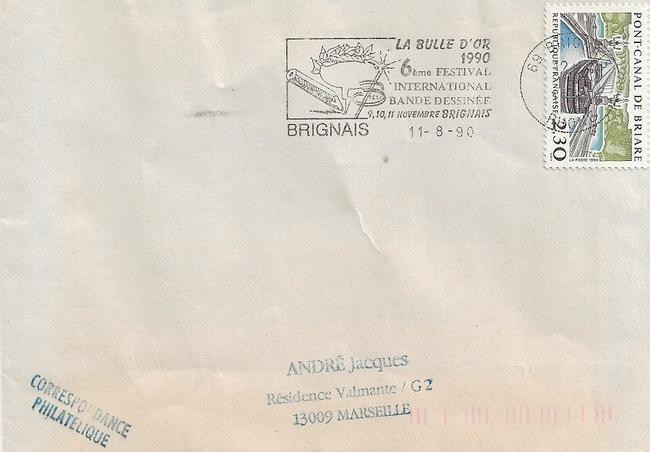 LA BULLE D'OR
1990
6ème FESTIVAL
INTERNATIONAL
BANDE DESSINÉE
9,10,11 NOVEMBRE BRIGNAIS
BRIGNAIS
11-8-90
69
PONT-CANAL DE BRIARE
REPUBLIQUE FRANÇAISE
2,30
LA POSTE 1990
ANDRÉ Jacques
Résidence Valmante / G2
13009 MARSEILLE
CORRESPONDANCE
PHILATELIQUE